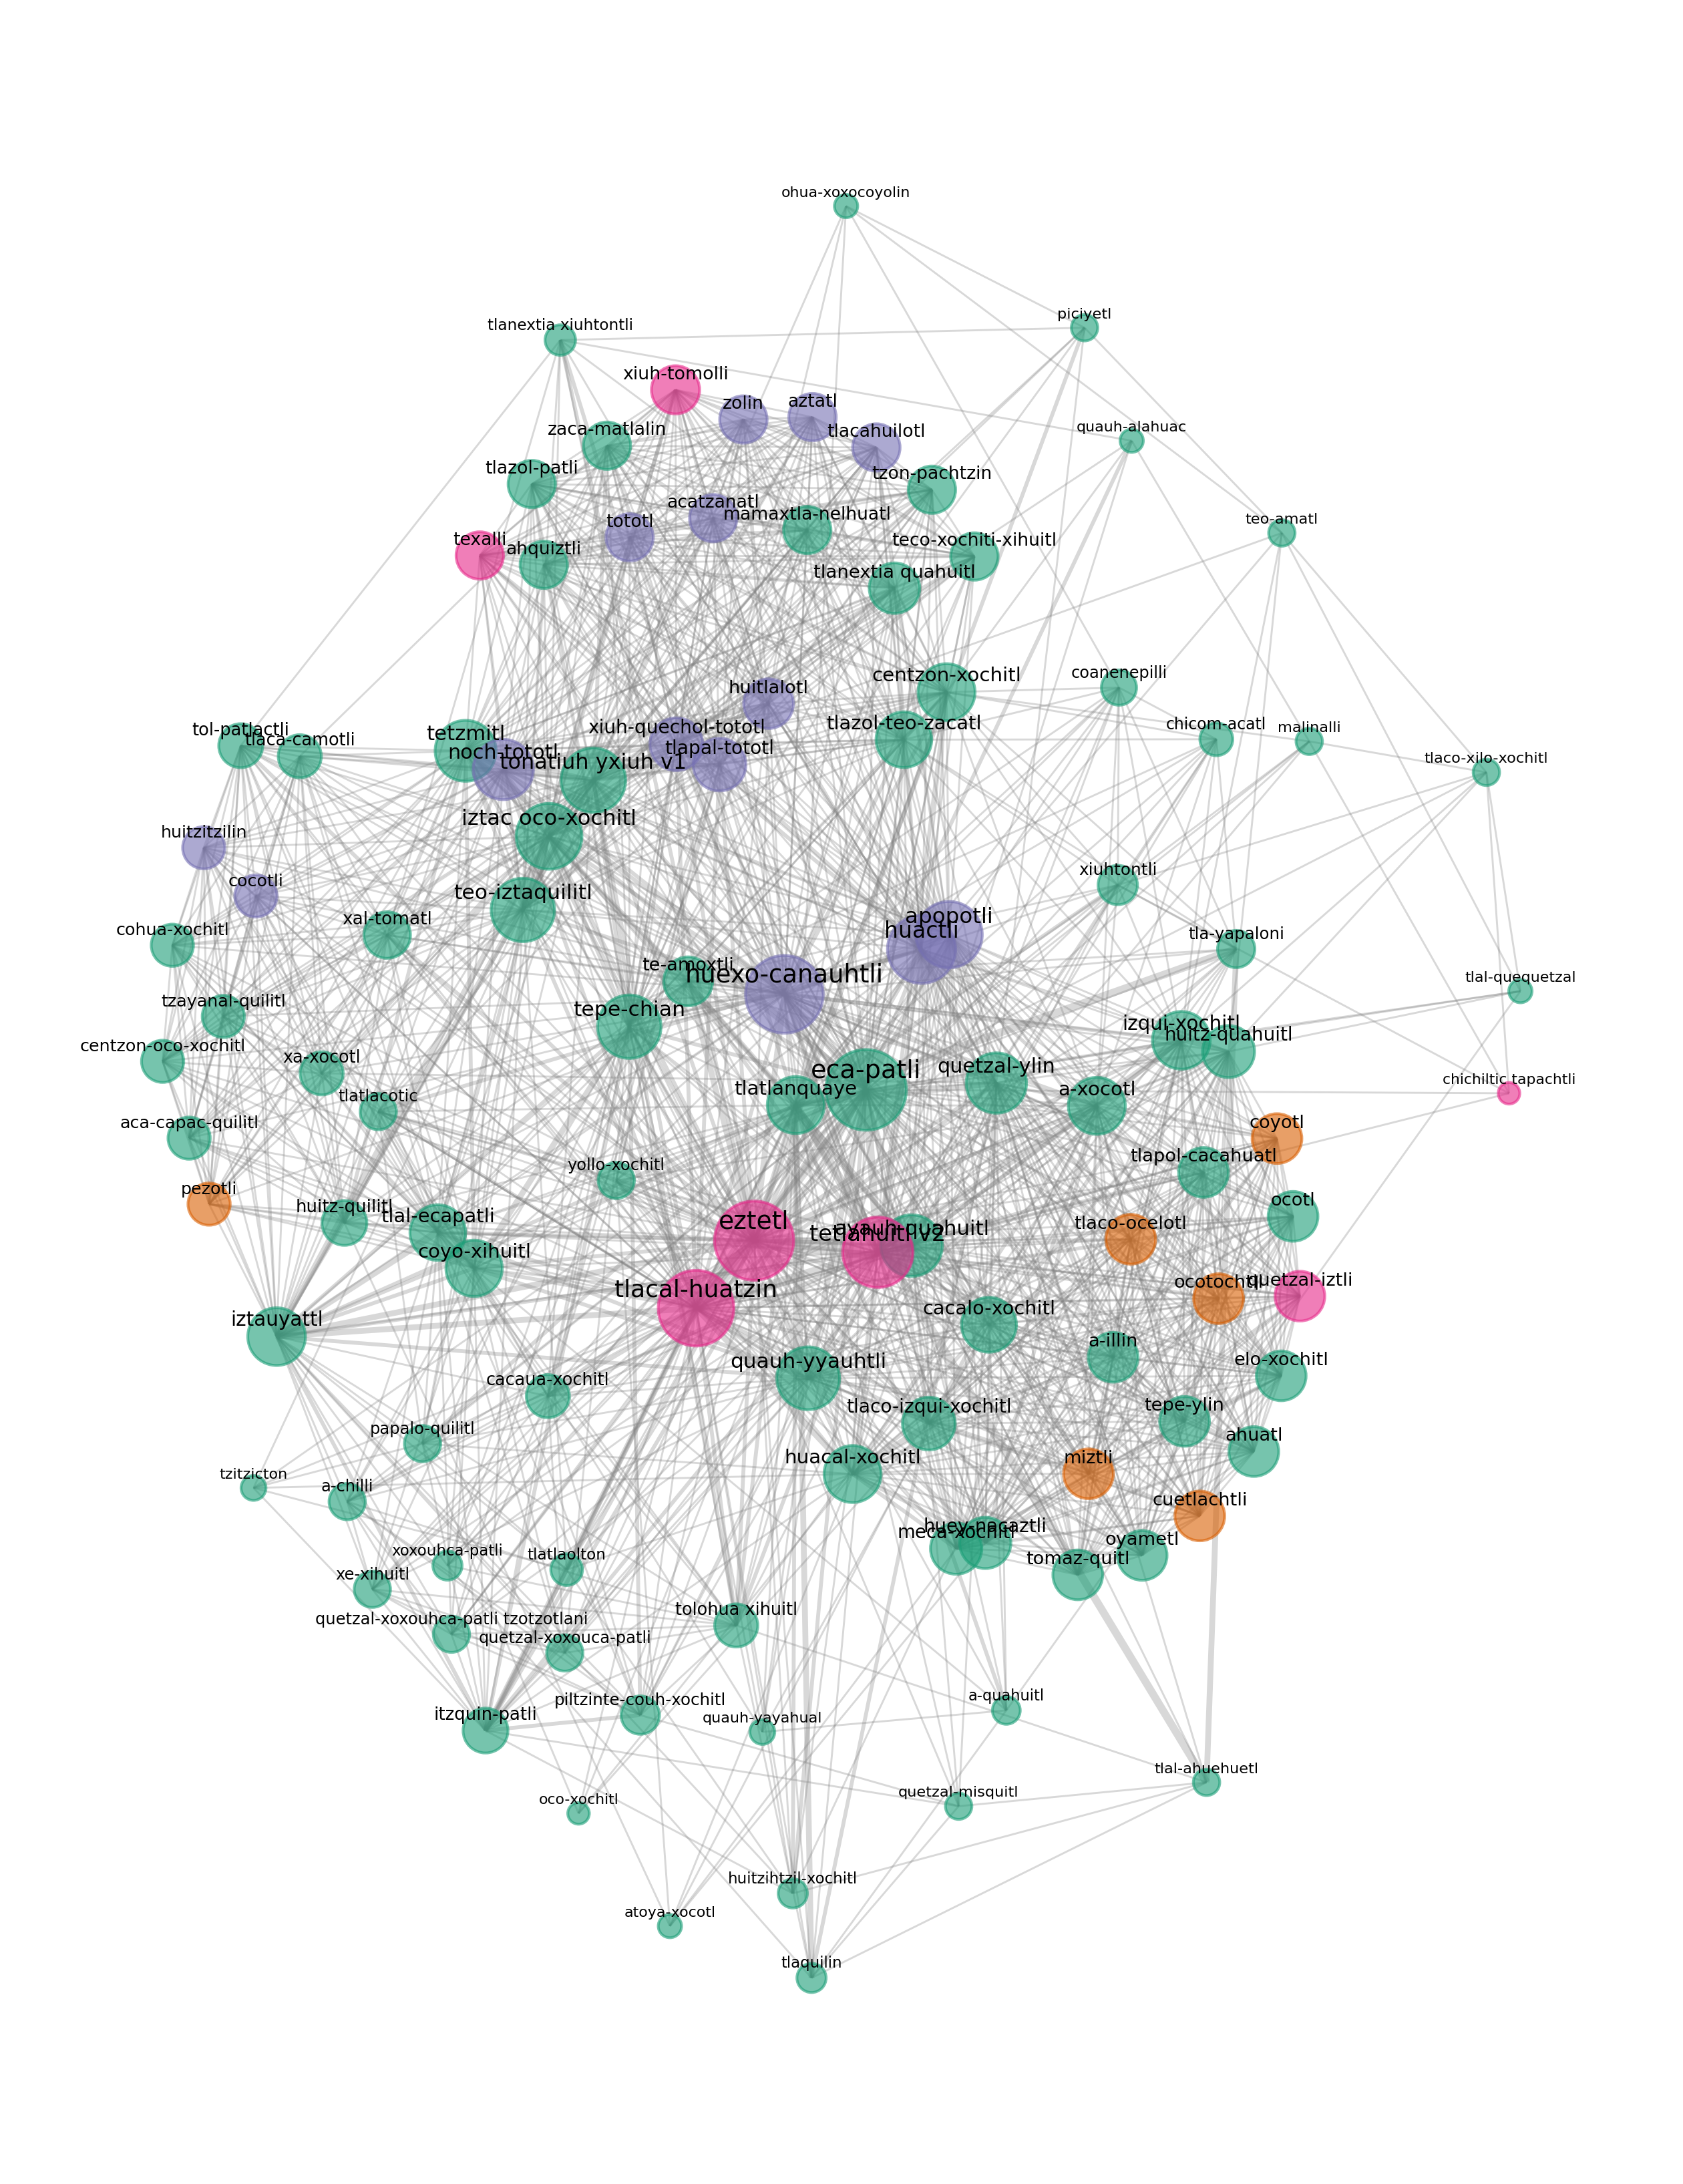 ohua-xoxocoyolin
piciyetl
tlanextia xiuhtontli
xiuh-tomolli
zolin
aztatl
tlacahuilotl
quauh-alahuac
zaca-matlalin
tlazol-patli
tzon-pachtzin
acatzanatl
mamaxtla-nelhuatl
tototl
teo-amatl
texalli
ahquiztli
teco-xochiti-xihuitl
tlanextia quahuitl
centzon-xochitl
coanenepilli
huitlalotl
tlazol-teo-zacatl
chicom-acatl
malinalli
xiuh-quechol-tototl
tol-patlactli
tlaca-camotli
tetzmitl
noch-tototl
tlapal-tototl
tonatiuh yxiuh v1
tlaco-xilo-xochitl
iztac oco-xochitl
huitzitzilin
xiuhtontli
cocotli
teo-iztaquilitl
apopotli
xal-tomatl
cohua-xochitl
huactli
tla-yapaloni
te-amoxtli
huexo-canauhtli
tlal-quequetzal
tzayanal-quilitl
tepe-chian
izqui-xochitl
huitz-quahuitl
centzon-oco-xochitl
xa-xocotl
eca-patli
quetzal-ylin
chichiltic tapachtli
tlatlanquaye
a-xocotl
tlatlacotic
aca-capac-quilitl
coyotl
tlapol-cacahuatl
yollo-xochitl
pezotli
ocotl
huitz-quilitl
tlal-ecapatli
eztetl
tlaco-ocelotl
ayauh-quahuitl
tetlahuitl v2
coyo-xihuitl
ocotochtli
quetzal-iztli
tlacal-huatzin
iztauyattl
cacalo-xochitl
a-illin
quauh-yyauhtli
elo-xochitl
cacaua-xochitl
tlaco-izqui-xochitl
tepe-ylin
papalo-quilitl
ahuatl
huacal-xochitl
miztli
tzitzicton
a-chilli
cuetlachtli
huey-nacaztli
meca-xochitl
oyametl
xoxouhca-patli
tlatlaolton
tomaz-quitl
xe-xihuitl
tolohua xihuitl
quetzal-xoxouhca-patli tzotzotlani
quetzal-xoxouca-patli
piltzinte-couh-xochitl
a-quahuitl
itzquin-patli
quauh-yayahual
tlal-ahuehuetl
oco-xochitl
quetzal-misquitl
huitzihtzil-xochitl
atoya-xocotl
tlaquilin